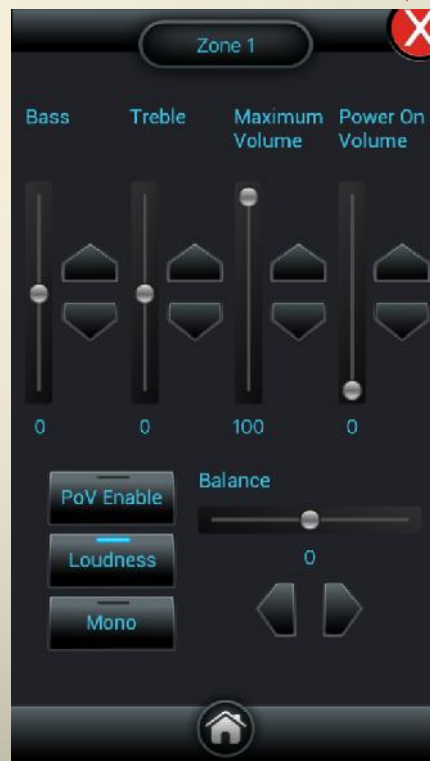 Zone 1
X
Bass
Treble
Maximum
Volume
Power On
Volume
0
0
100
0
PoV Enable
Balance
Loudness
0
Mono